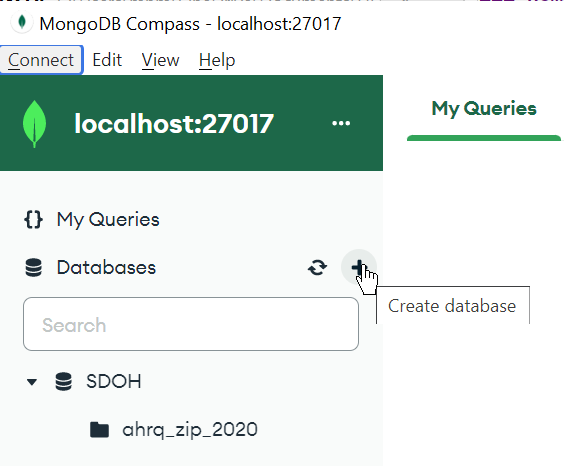 MongoDB Compass - localhost:27017
Connect Edit View Help
localhost:27017 ...
My Queries
{} My Queries
Databases
Create database
Search
SDOH
ahrq_zip_2020